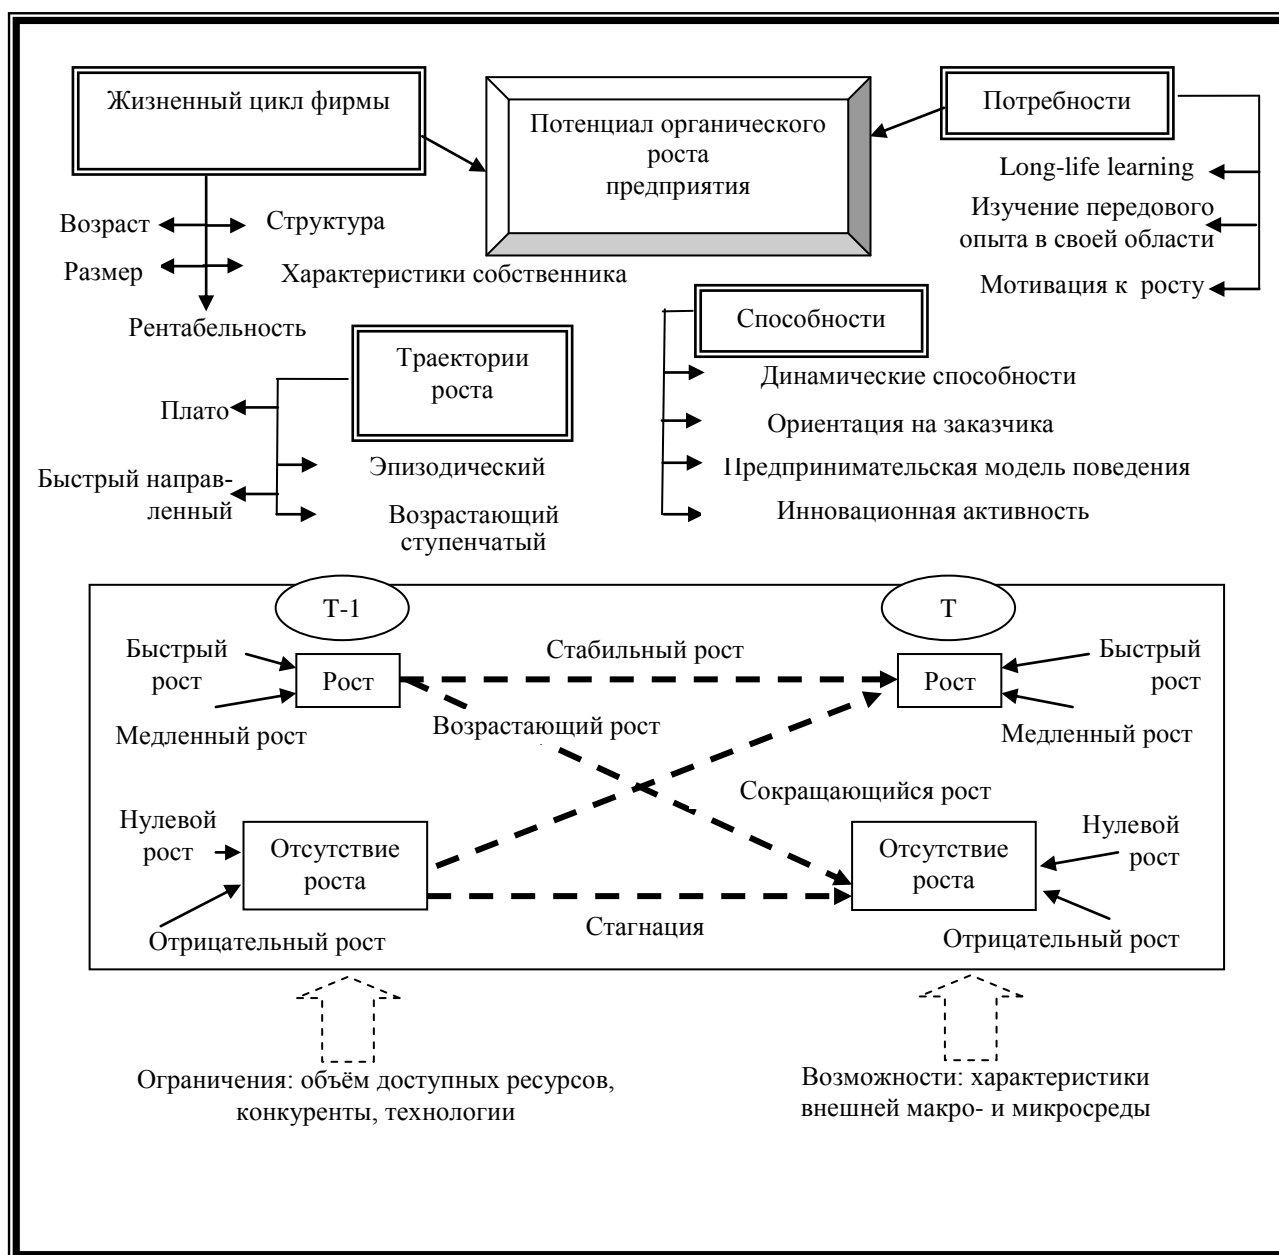 Жизненный цикл фирмы
Потенциал органического
роста
предприятия
Потребности
Long-life learning
Изучение передового
опыта в своей области
Мотивация к росту
Возраст
Структура
Размер
Характеристики собственника
Рентабельность
Способности
Динамические способности
Ориентация на заказчика
Предпринимательская модель поведения
Инновационная активность
Траектории
роста
Плато
Эпизодический
Быстрый направ-
ленный
Возрастающий
ступенчатый
Т-1
Т
Быстрый
рост
Рост
Медленный рост
Стабильный рост
Возрастающий рост
Рост
Быстрый
рост
Медленный рост
Сокращающийся рост
Нулевой
рост
Отсутствие
роста
Отрицательный рост
Стагнация
Отсутствие
роста
Нулевой
рост
Отрицательный рост
Ограничения: объём доступных ресурсов,
конкуренты, технологии
Возможности: характеристики
внешней макро- и микросреды